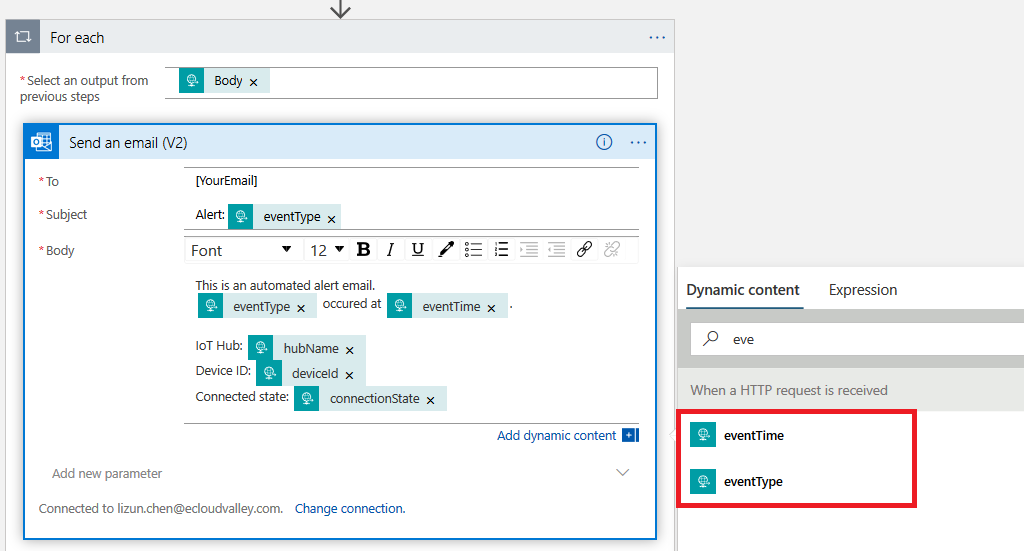 For each
...
*Select an output from
previous steps
Body ×
Send an email (V2)
...
*To
[YourEmail]
*Subject
Alert: eventType ×
*Body
Font 12 B I U
This is an automated alert email.
eventType × occured at eventTime × .
IoT Hub: hubName ×
Device ID: deviceId ×
Connected state: connectionState ×
Add dynamic content +
Add new parameter
Connected to lizun.chen@ecloudvalley.com. Change connection.
Dynamic content Expression
eve
When a HTTP request is received
eventTime
eventType